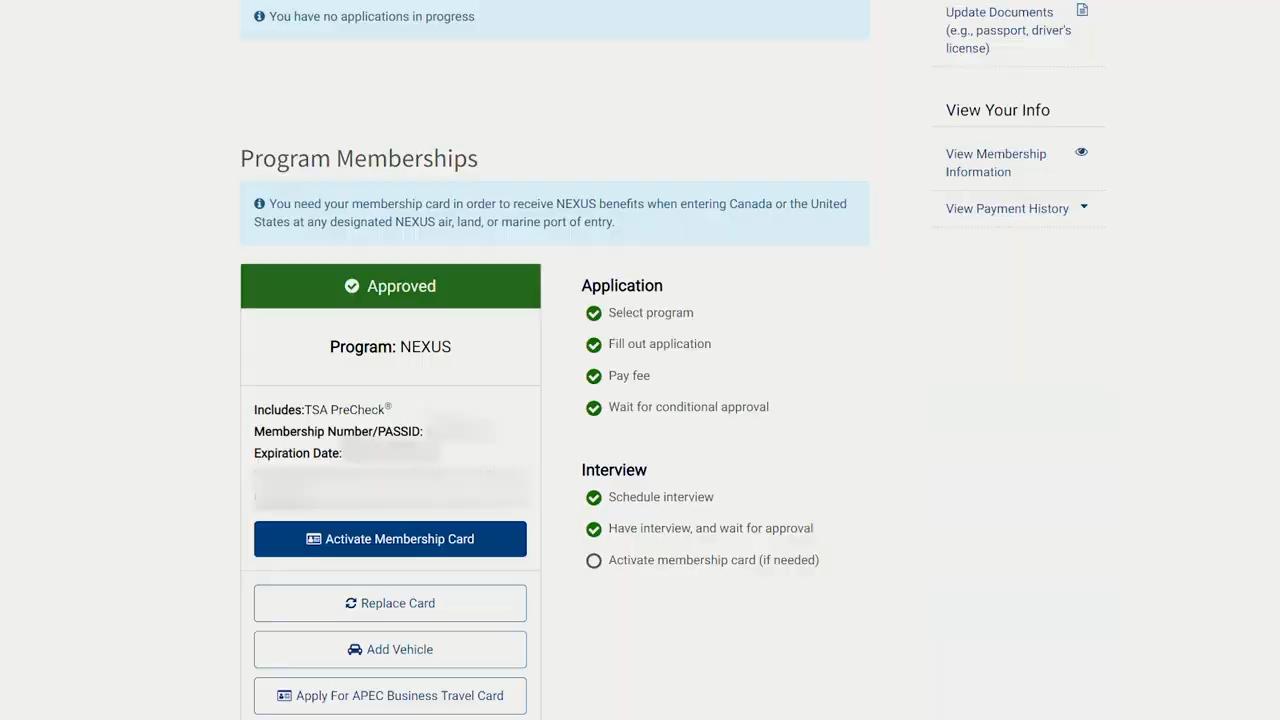 You have no applications in progress
Update Documents
(e.g., passport, driver's
license)
View Your Info
View Membership
Information
View Payment History
Program Memberships
You need your membership card in order to receive NEXUS benefits when entering Canada or the United
States at any designated NEXUS air, land, or marine port of entry.
Approved
Program: NEXUS
Includes:TSA PreCheck®
Membership Number/PASSID:
Expiration Date:
Activate Membership Card
Replace Card
Add Vehicle
Apply For APEC Business Travel Card
Application
Select program
Fill out application
Pay fee
Wait for conditional approval
Interview
Schedule interview
Have interview, and wait for approval
Activate membership card (if needed)